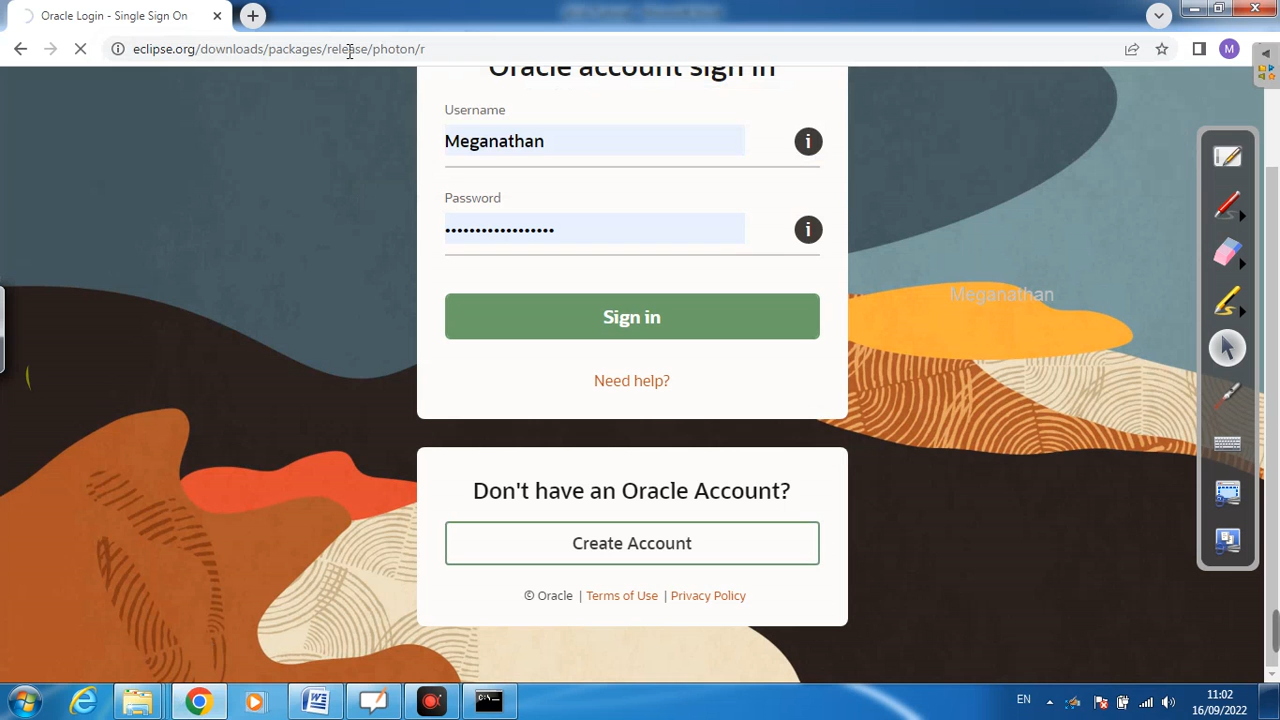 Oracle Login - Single Sign On
eclipse.org/downloads/packages/release/photon/r
M
Oracle account sign in
Username
Meganathan
i
Password
••••••••••••••••••
i
Meganathan
Sign in
Need help?
Don't have an Oracle Account?
Create Account
© Oracle | Terms of Use | Privacy Policy
EN
11:02
16/09/2022